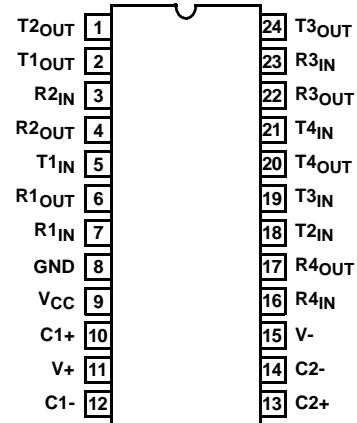 T2OUT 1 24 T3OUT
T1OUT 2 23 R3IN
R2IN 3 22 R3OUT
R2OUT 4 21 T4IN
T1IN 5 20 T4OUT
R1OUT 6 19 T3IN
R1IN 7 18 T2IN
GND 8 17 R4OUT
VCC 9 16 R4IN
C1+ 10 15 V-
V+ 11 14 C2-
C1- 12 13 C2+